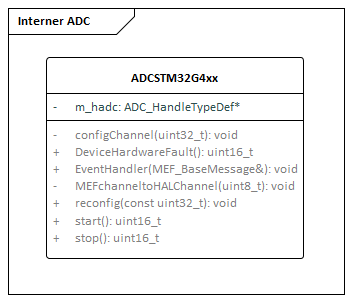 Interner ADC
ADCSTM32G4xx
- m_hadc: ADC_HandleTypeDef*
- configChannel(uint32_t): void
+ DeviceHardwareFault(): uint16_t
+ EventHandler(MEF_BaseMessage&): void
- MEFchanneltoHALChannel(uint8_t): void
+ reconfig(const uint32_t): void
+ start(): uint16_t
+ stop(): uint16_t